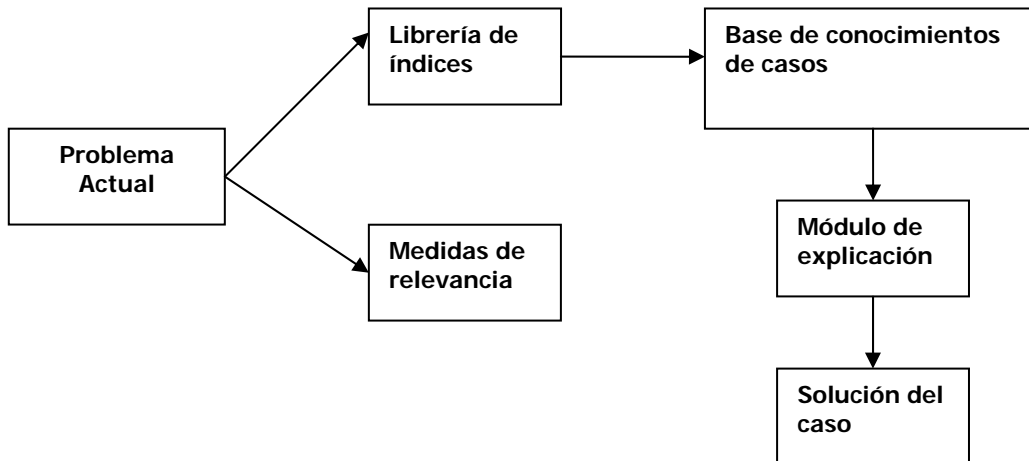 Librería de
índices
Base de conocimientos
de casos
Problema
Actual
Medidas de
relevancia
Módulo de
explicación
Solución del
caso